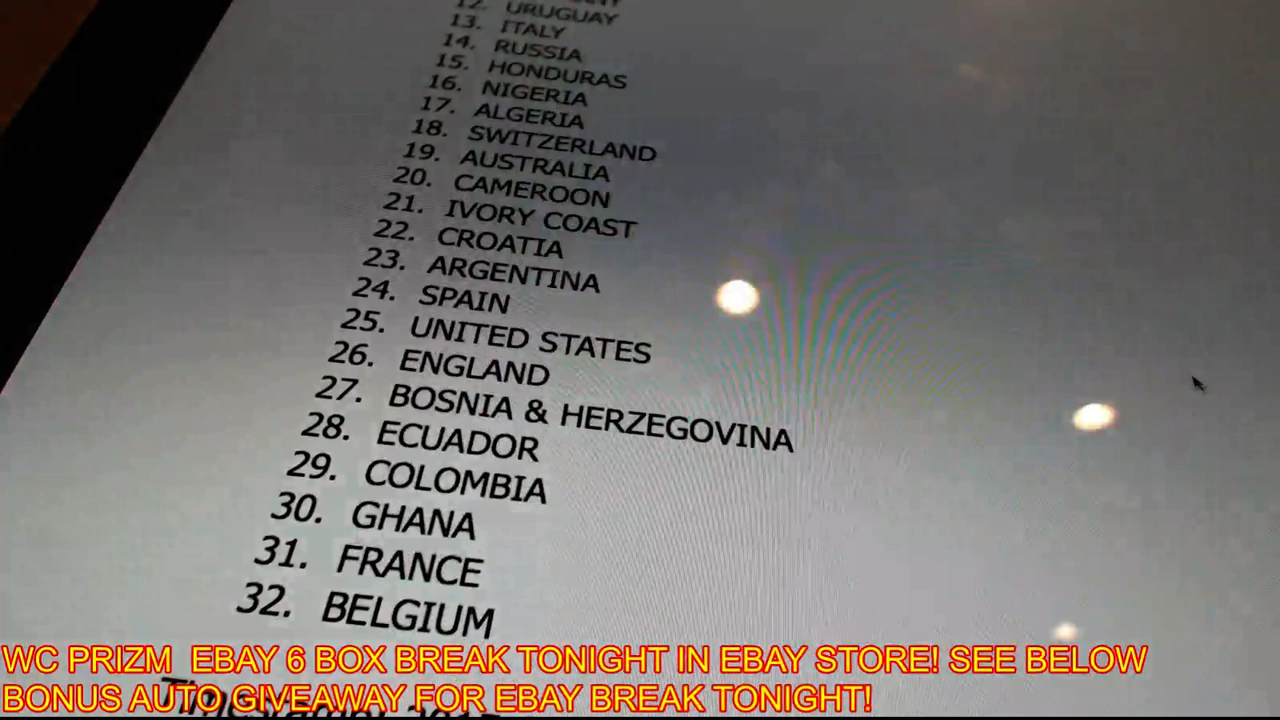 12. URUGUAY
13. ITALY
14. RUSSIA
15. HONDURAS
16. NIGERIA
17. ALGERIA
18. SWITZERLAND
19. AUSTRALIA
20. CAMEROON
21. IVORY COAST
22. CROATIA
23. ARGENTINA
24. SPAIN
25. UNITED STATES
26. ENGLAND
27. BOSNIA & HERZEGOVINA
28. ECUADOR
29. COLOMBIA
30. GHANA
31. FRANCE
32. BELGIUM
WC PRIZM EBAY 6 BOX BREAK TONIGHT IN EBAY STORE! SEE BELOW
BONUS AUTO GIVEAWAY FOR EBAY BREAK TONIGHT!